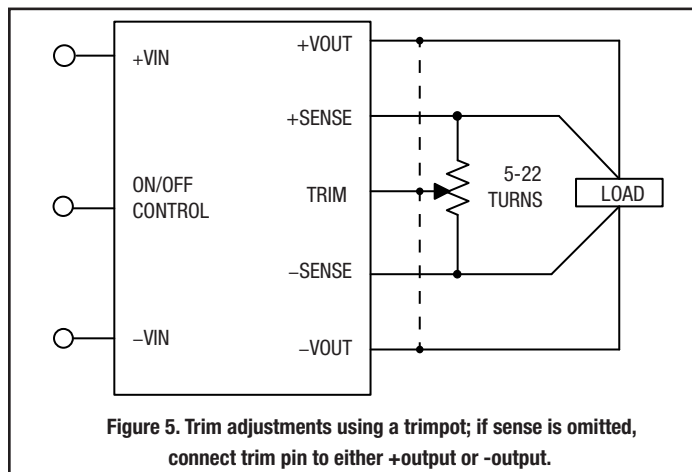 +VIN
ON/OFF
CONTROL
−VIN
+VOUT
+SENSE
TRIM
−SENSE
−VOUT
5-22
TURNS
LOAD
Figure 5. Trim adjustments using a trimpot; if sense is omitted,
connect trim pin to either +output or -output.